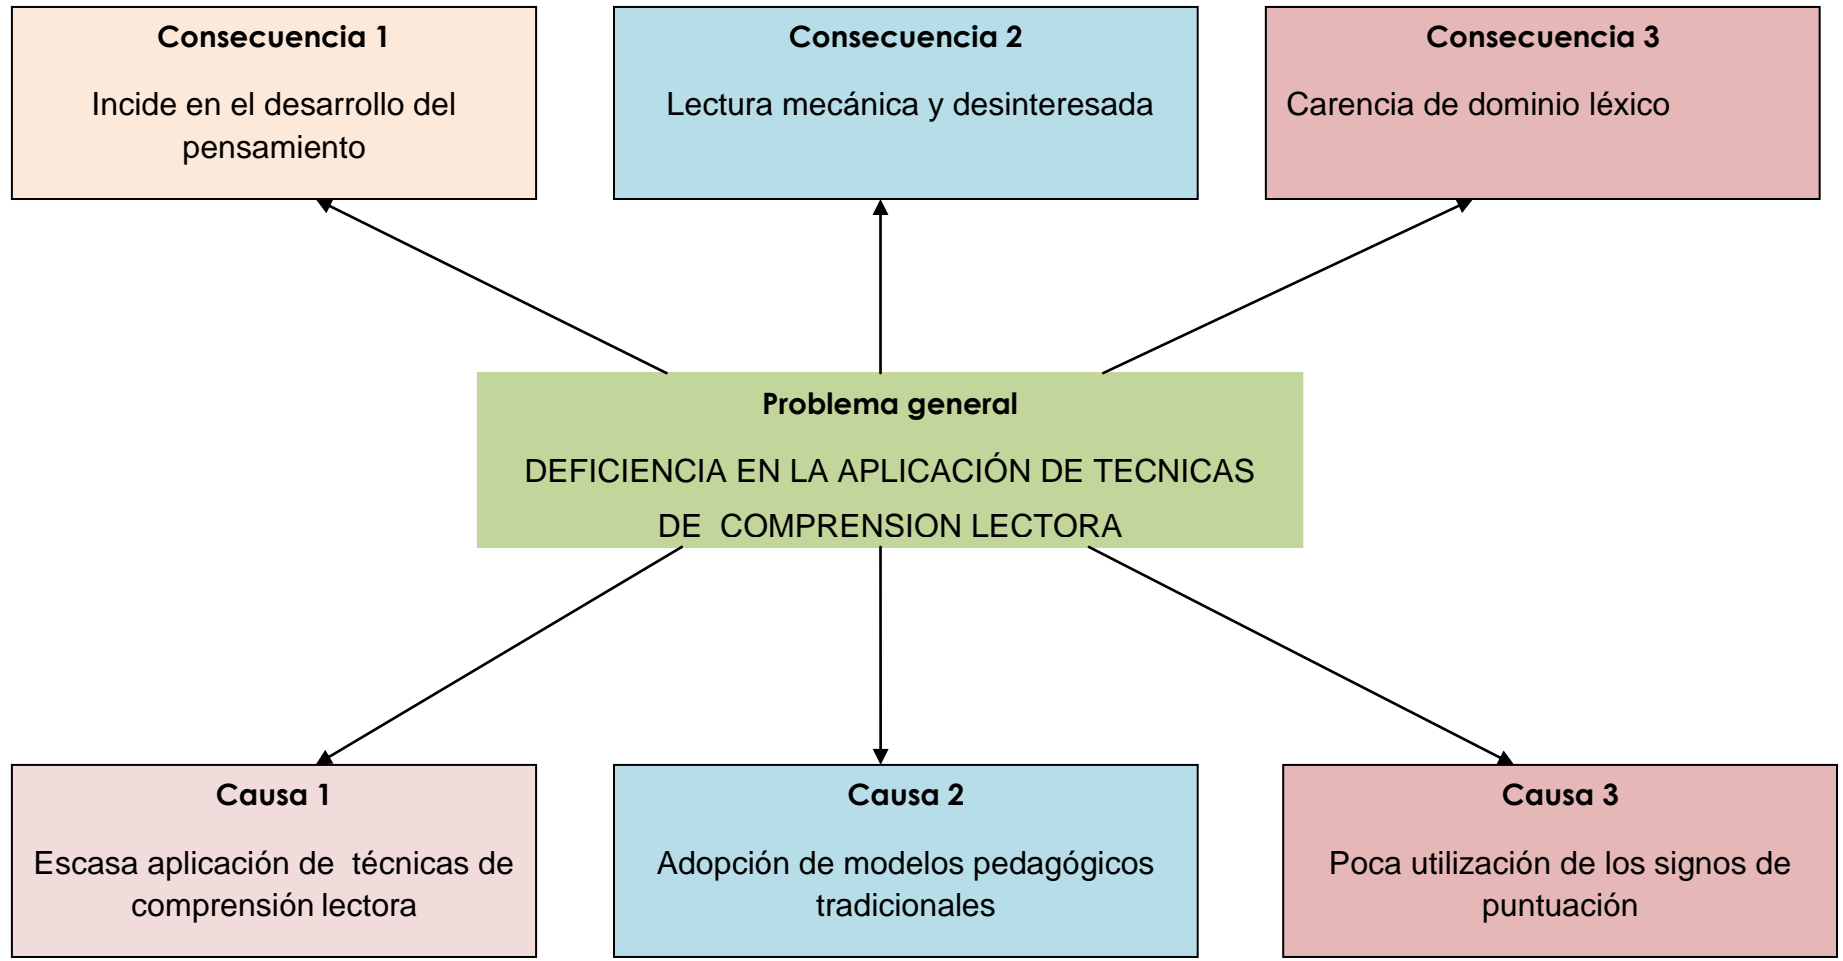 Consecuencia 1
Incide en el desarrollo del
pensamiento
Consecuencia 2
Lectura mecánica y desinteresada
Consecuencia 3
Carencia de dominio léxico
Problema general
DEFICIENCIA EN LA APLICACIÓN DE TECNICAS
DE COMPRENSION LECTORA
Causa 1
Escasa aplicación de técnicas de
comprensión lectora
Causa 2
Adopción de modelos pedagógicos
tradicionales
Causa 3
Poca utilización de los signos de
puntuación